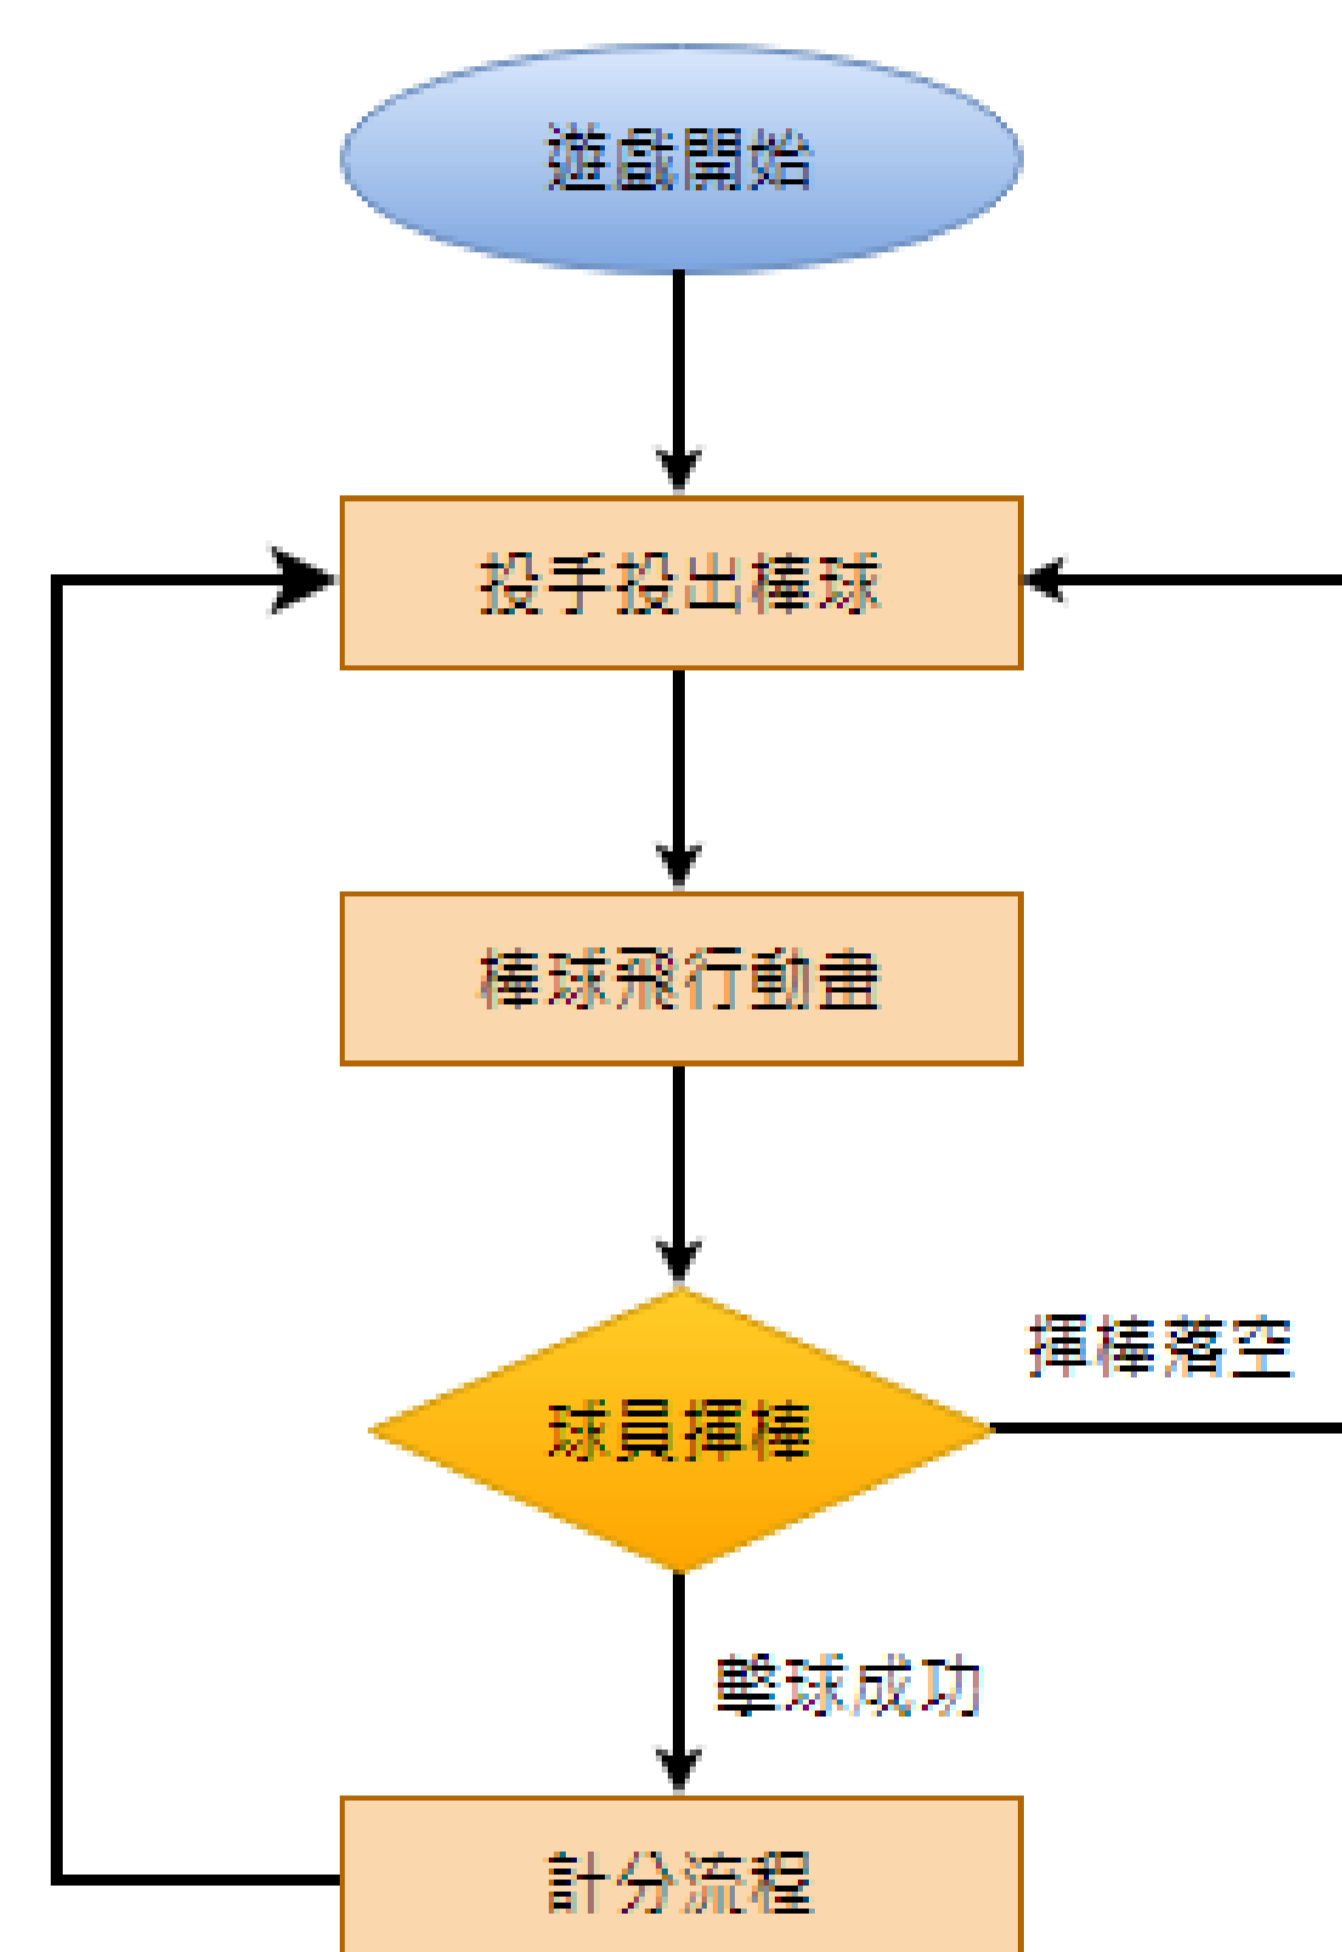 遊戲開始
投手投出棒球
棒球飛行動畫
球員揮棒
揮棒落空
擊球成功
計分流程